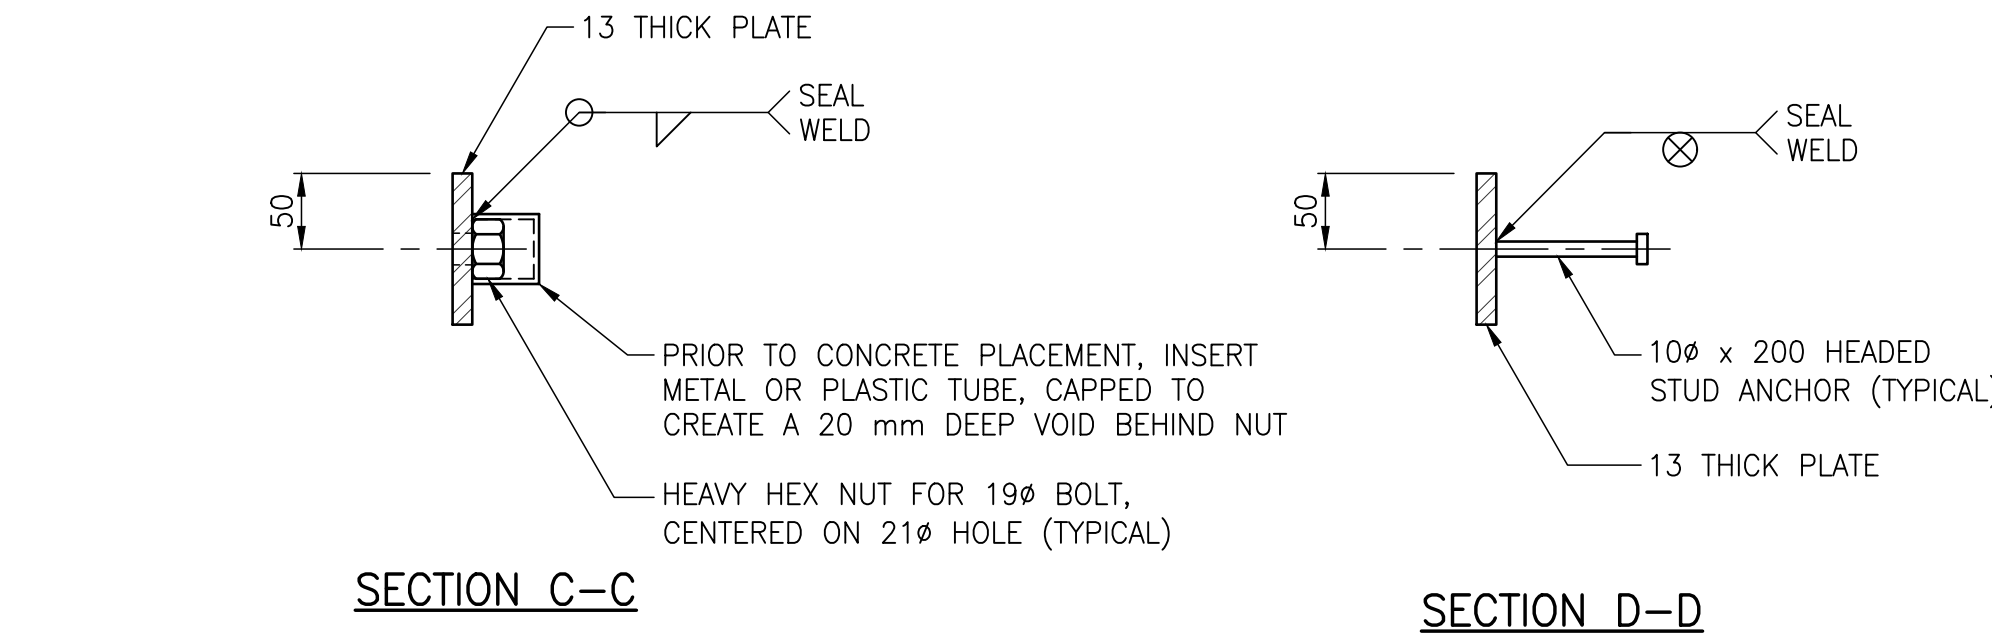 13 THICK PLATE
SEAL
WELD
50
PRIOR TO CONCRETE PLACEMENT, INSERT
METAL OR PLASTIC TUBE, CAPPED TO
CREATE A 20 mm DEEP VOID BEHIND NUT
HEAVY HEX NUT FOR 19ø BOLT,
CENTERED ON 21ø HOLE (TYPICAL)
SECTION C-C
SEAL
WELD
50
10ø x 200 HEADED
STUD ANCHOR (TYPICAL)
13 THICK PLATE
SECTION D-D